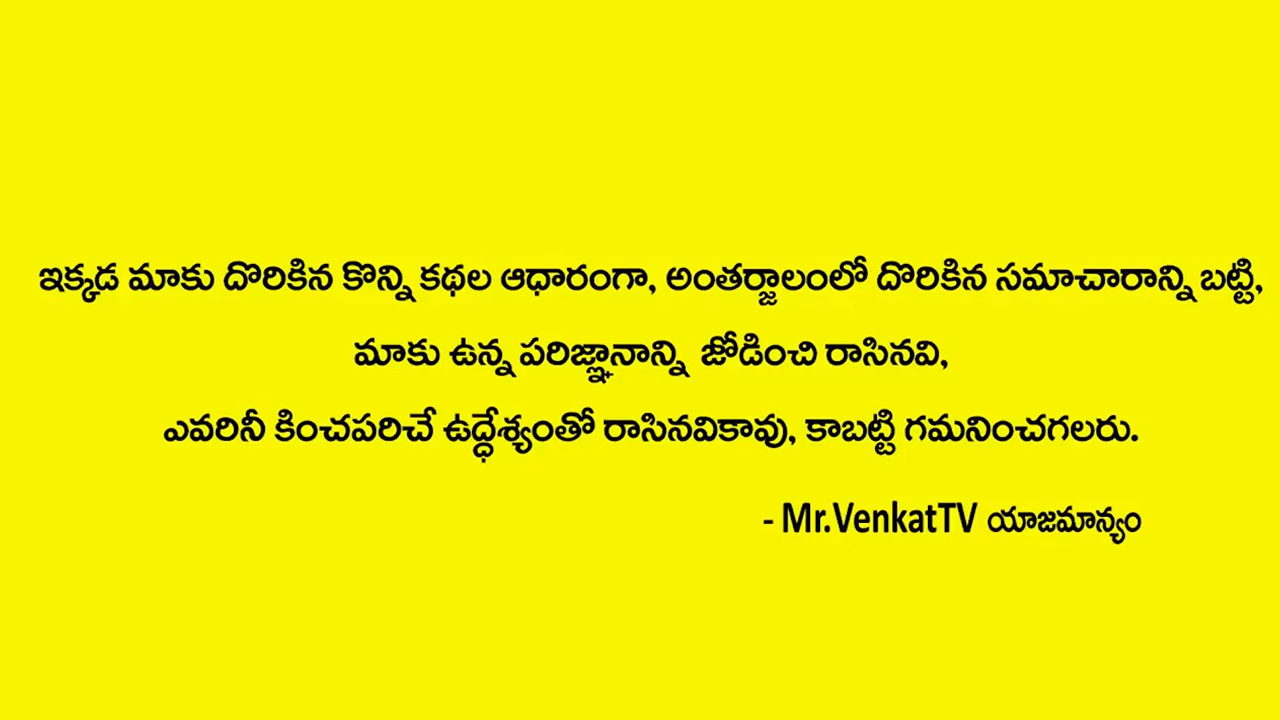 ఇక్కడ మాకు దొరికిన కొన్ని కథల ఆధారంగా, అంతర్జాలంలో దొరికిన సమాచారాన్ని బట్టి,
మాకు ఉన్న పరిజ్ఞానాన్ని జోడించి రాసినవి,
ఎవరినీ కించపరిచే ఉద్ధేశ్యంతో రాసినవికావు, కాబట్టి గమనించగలరు.
- Mr.VenkatTV యాజమాన్యం